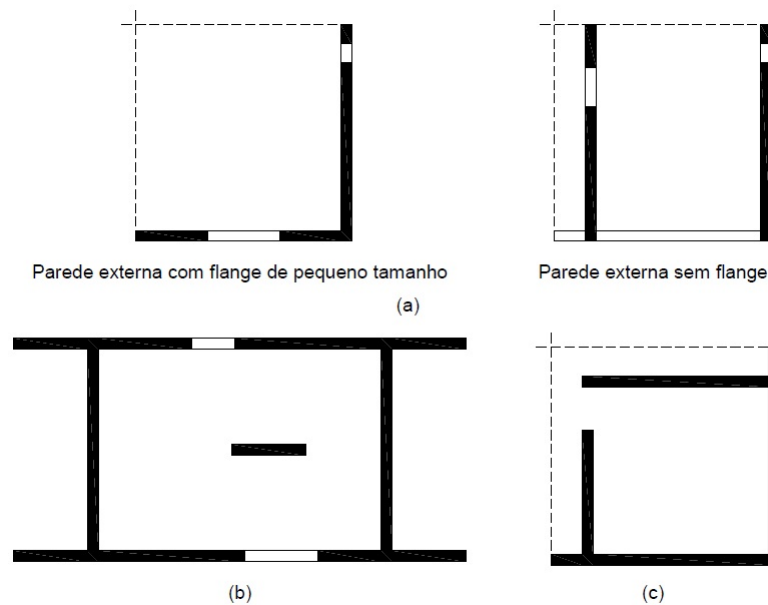 Parede externa com flange de pequeno tamanho
Parede externa sem flange
(a)
(b)
(c)